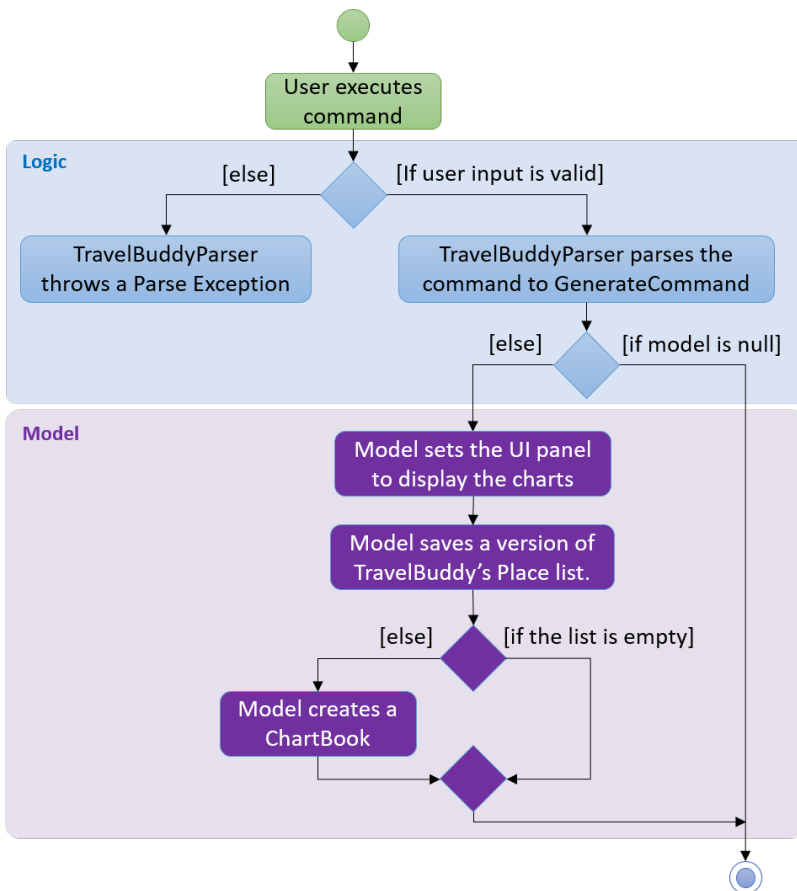 User executes
command
Logic
[else]
[If user input is valid]
TravelBuddyParser
throws a Parse Exception
TravelBuddyParser parses the
command to GenerateCommand
[else]
[if model is null]
Model
Model sets the UI panel
to display the charts
Model saves a version of
TravelBuddy’s Place list.
[else]
[if the list is empty]
Model creates a
ChartBook